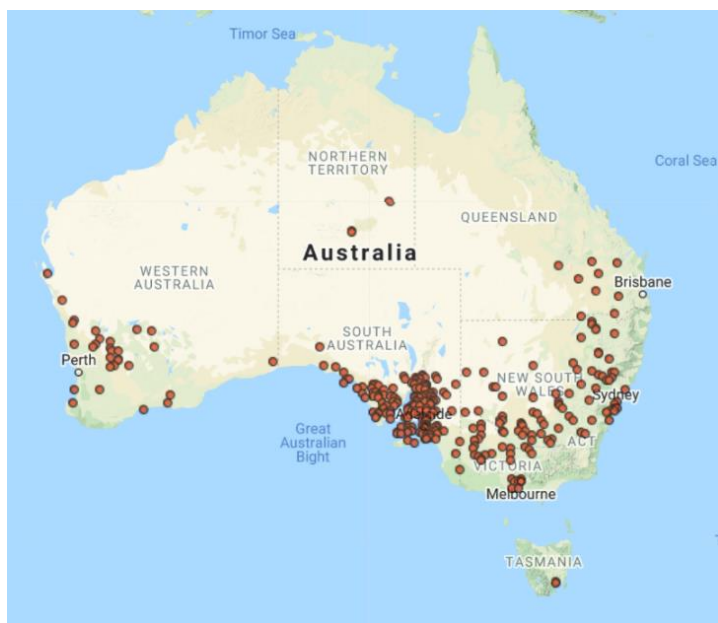 Timor Sea
NORTHERN
TERRITORY
Coral Sea
QUEENSLAND
Australia
WESTERN
AUSTRALIA
Brisbane
SOUTH
AUSTRALIA
Perth
NEW SOUTH
WALES
Sydney
Adelaide
Great
Australian
Bight
ACT
VICTORIA
Melbourne
TASMANIA